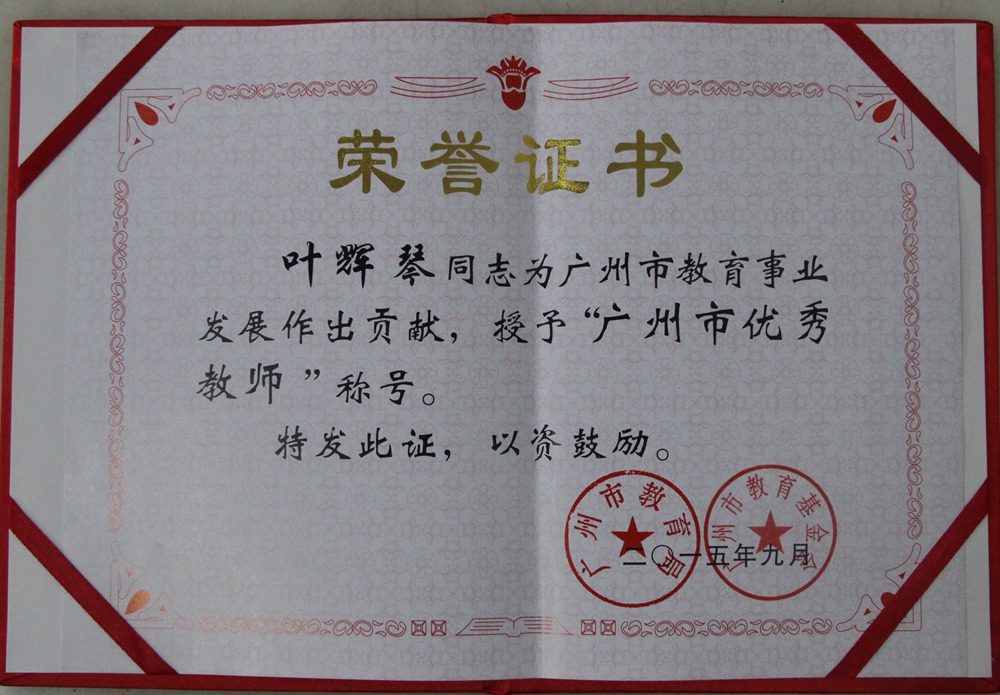 荣誉证书
叶辉琴同志为广州市教育事业
发展作出贡献，授予“广州市优秀
教师”称号。
特发此证，以资鼓励。
广州市教育局
广州市教育基金会
二〇一五年九月